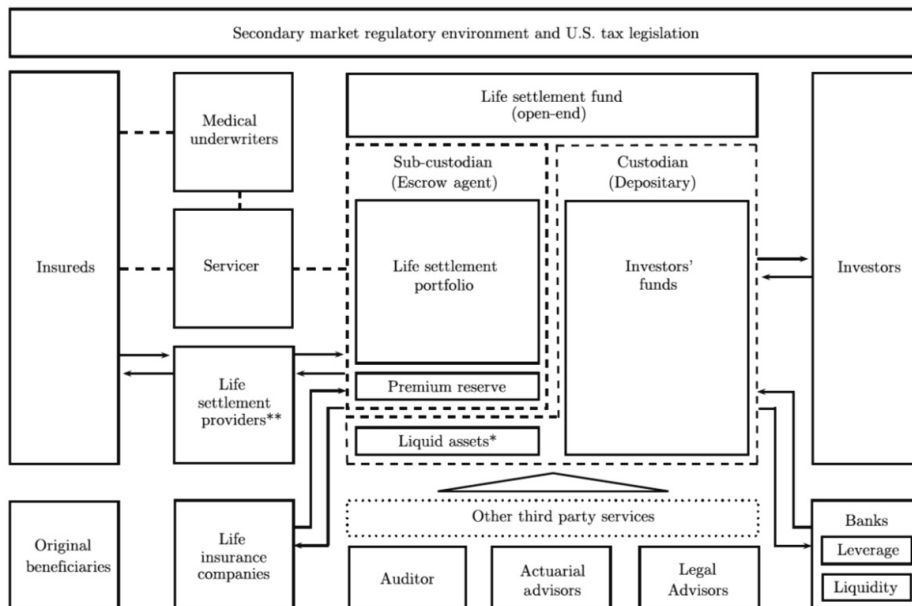 Secondary market regulatory environment and U.S. tax legislation
Medical
underwriters
Life settlement fund
(open-end)
Sub-custodian
(Escrow agent)
Custodian
(Depositary)
Insureds
Servicer
Life settlement
portfolio
Investors'
funds
Investors
Life
settlement
providers**
Premium reserve
Liquid assets*
Other third party services
Original
beneficiaries
Life
insurance
companies
Auditor
Actuarial
advisors
Legal
Advisors
Banks
Leverage
Liquidity